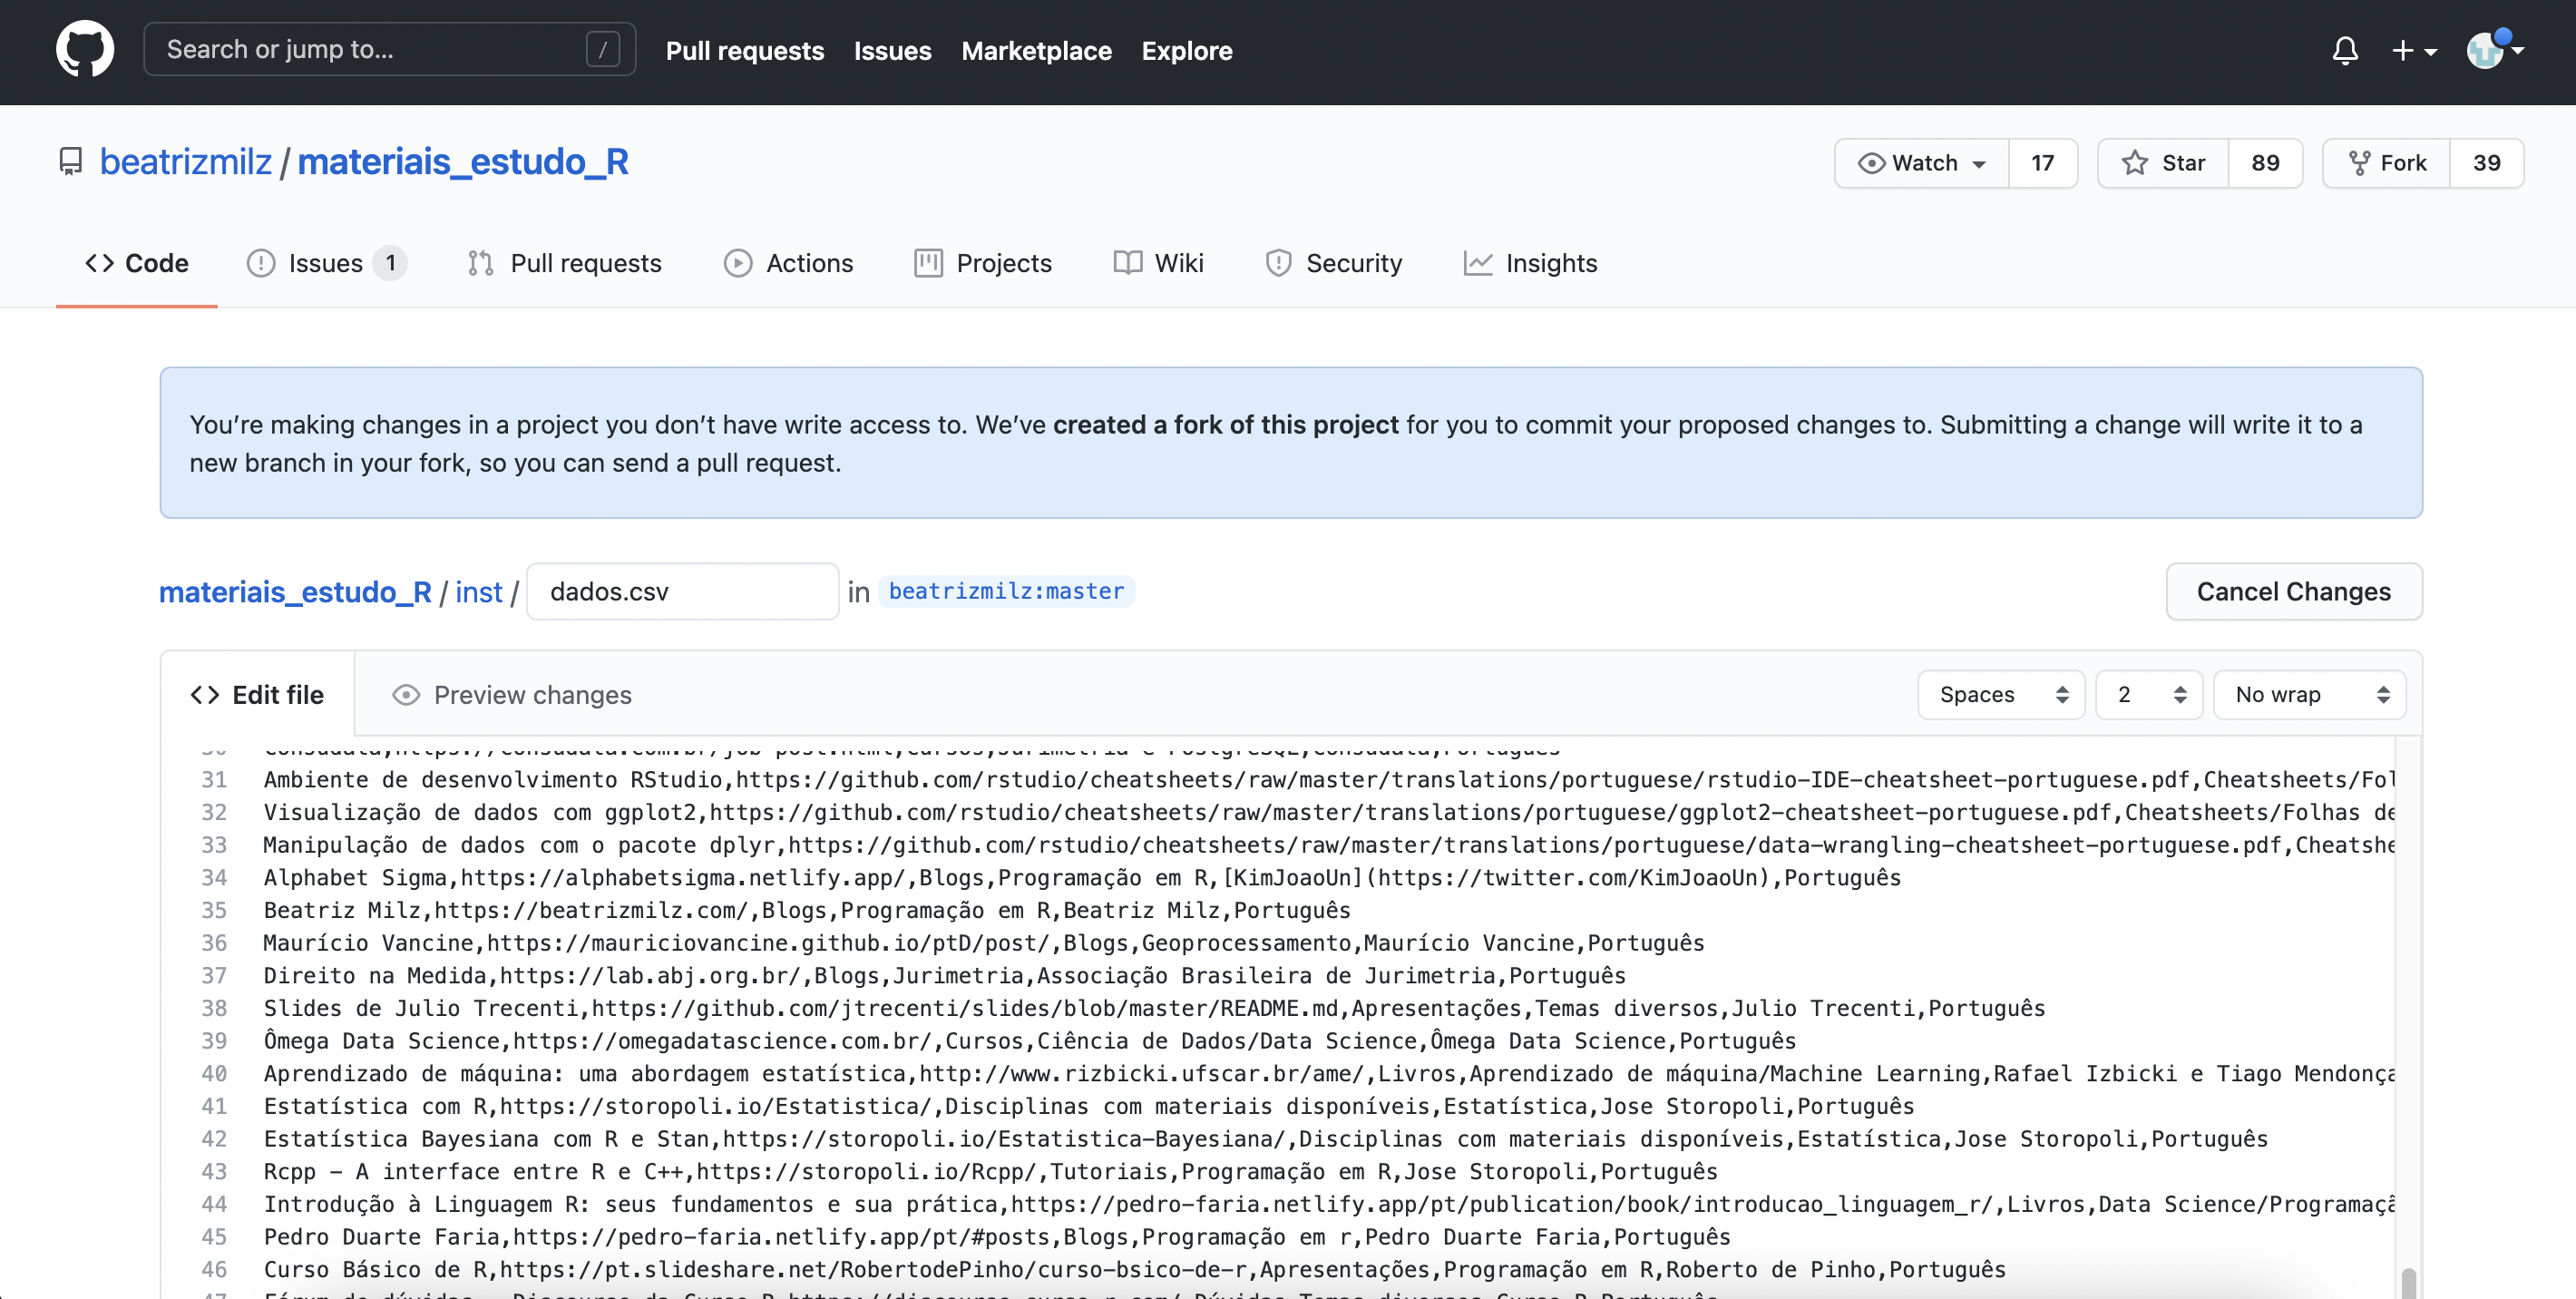 Search or jump to... /
Pull requests Issues Marketplace Explore
beatrizmilz / materiais_estudo_R
Watch 17 Star 89 Fork 39
Code Issues 1 Pull requests Actions Projects Wiki Security Insights
You’re making changes in a project you don’t have write access to. We’ve created a fork of this project for you to commit your proposed changes to. Submitting a change will write it to a
new branch in your fork, so you can send a pull request.
materiais_estudo_R / inst / dados.csv in beatrizmilz:master Cancel Changes
Edit file Preview changes Spaces 2 No wrap
31 Ambiente de desenvolvimento RStudio,https://github.com/rstudio/cheatsheets/raw/master/translations/portuguese/rstudio-IDE-cheatsheet-portuguese.pdf,Cheatsheets/Fol
32 Visualização de dados com ggplot2,https://github.com/rstudio/cheatsheets/raw/master/translations/portuguese/ggplot2-cheatsheet-portuguese.pdf,Cheatsheets/Folhas de
33 Manipulação de dados com o pacote dplyr,https://github.com/rstudio/cheatsheets/raw/master/translations/portuguese/data-wrangling-cheatsheet-portuguese.pdf,Cheatshe
34 Alphabet Sigma,https://alphabetsigma.netlify.app/,Blogs,Programação em R,[KimJoaoUn](https://twitter.com/KimJoaoUn),Português
35 Beatriz Milz,https://beatrizmilz.com/,Blogs,Programação em R,Beatriz Milz,Português
36 Maurício Vancine,https://mauriciovancine.github.io/ptD/post/,Blogs,Geoprocessamento,Maurício Vancine,Português
37 Direito na Medida,https://lab.abj.org.br/,Blogs,Jurimetria,Associação Brasileira de Jurimetria,Português
38 Slides de Julio Trecenti,https://github.com/jtrecenti/slides/blob/master/README.md,Apresentações,Temas diversos,Julio Trecenti,Português
39 Ômega Data Science,https://omegadatascience.com.br/,Cursos,Ciência de Dados/Data Science,Ômega Data Science,Português
40 Aprendizado de máquina: uma abordagem estatística,http://www.rizbicki.ufscar.br/ame/,Livros,Aprendizado de máquina/Machine Learning,Rafael Izbicki e Tiago Mendonça
41 Estatística com R,https://storopoli.io/Estatistica/,Disciplinas com materiais disponíveis,Estatística,Jose Storopoli,Português
42 Estatística Bayesiana com R e Stan,https://storopoli.io/Estatistica-Bayesiana/,Disciplinas com materiais disponíveis,Estatística,Jose Storopoli,Português
43 Rcpp - A interface entre R e C++,https://storopoli.io/Rcpp/,Tutoriais,Programação em R,Jose Storopoli,Português
44 Introdução à Linguagem R: seus fundamentos e sua prática,https://pedro-faria.netlify.app/pt/publication/book/introducao_linguagem_r/,Livros,Data Science/Programaçã
45 Pedro Duarte Faria,https://pedro-faria.netlify.app/pt/#posts,Blogs,Programação em r,Pedro Duarte Faria,Português
46 Curso Básico de R,https://pt.slideshare.net/RobertodePinho/curso-bsico-de-r,Apresentações,Programação em R,Roberto de Pinho,Português